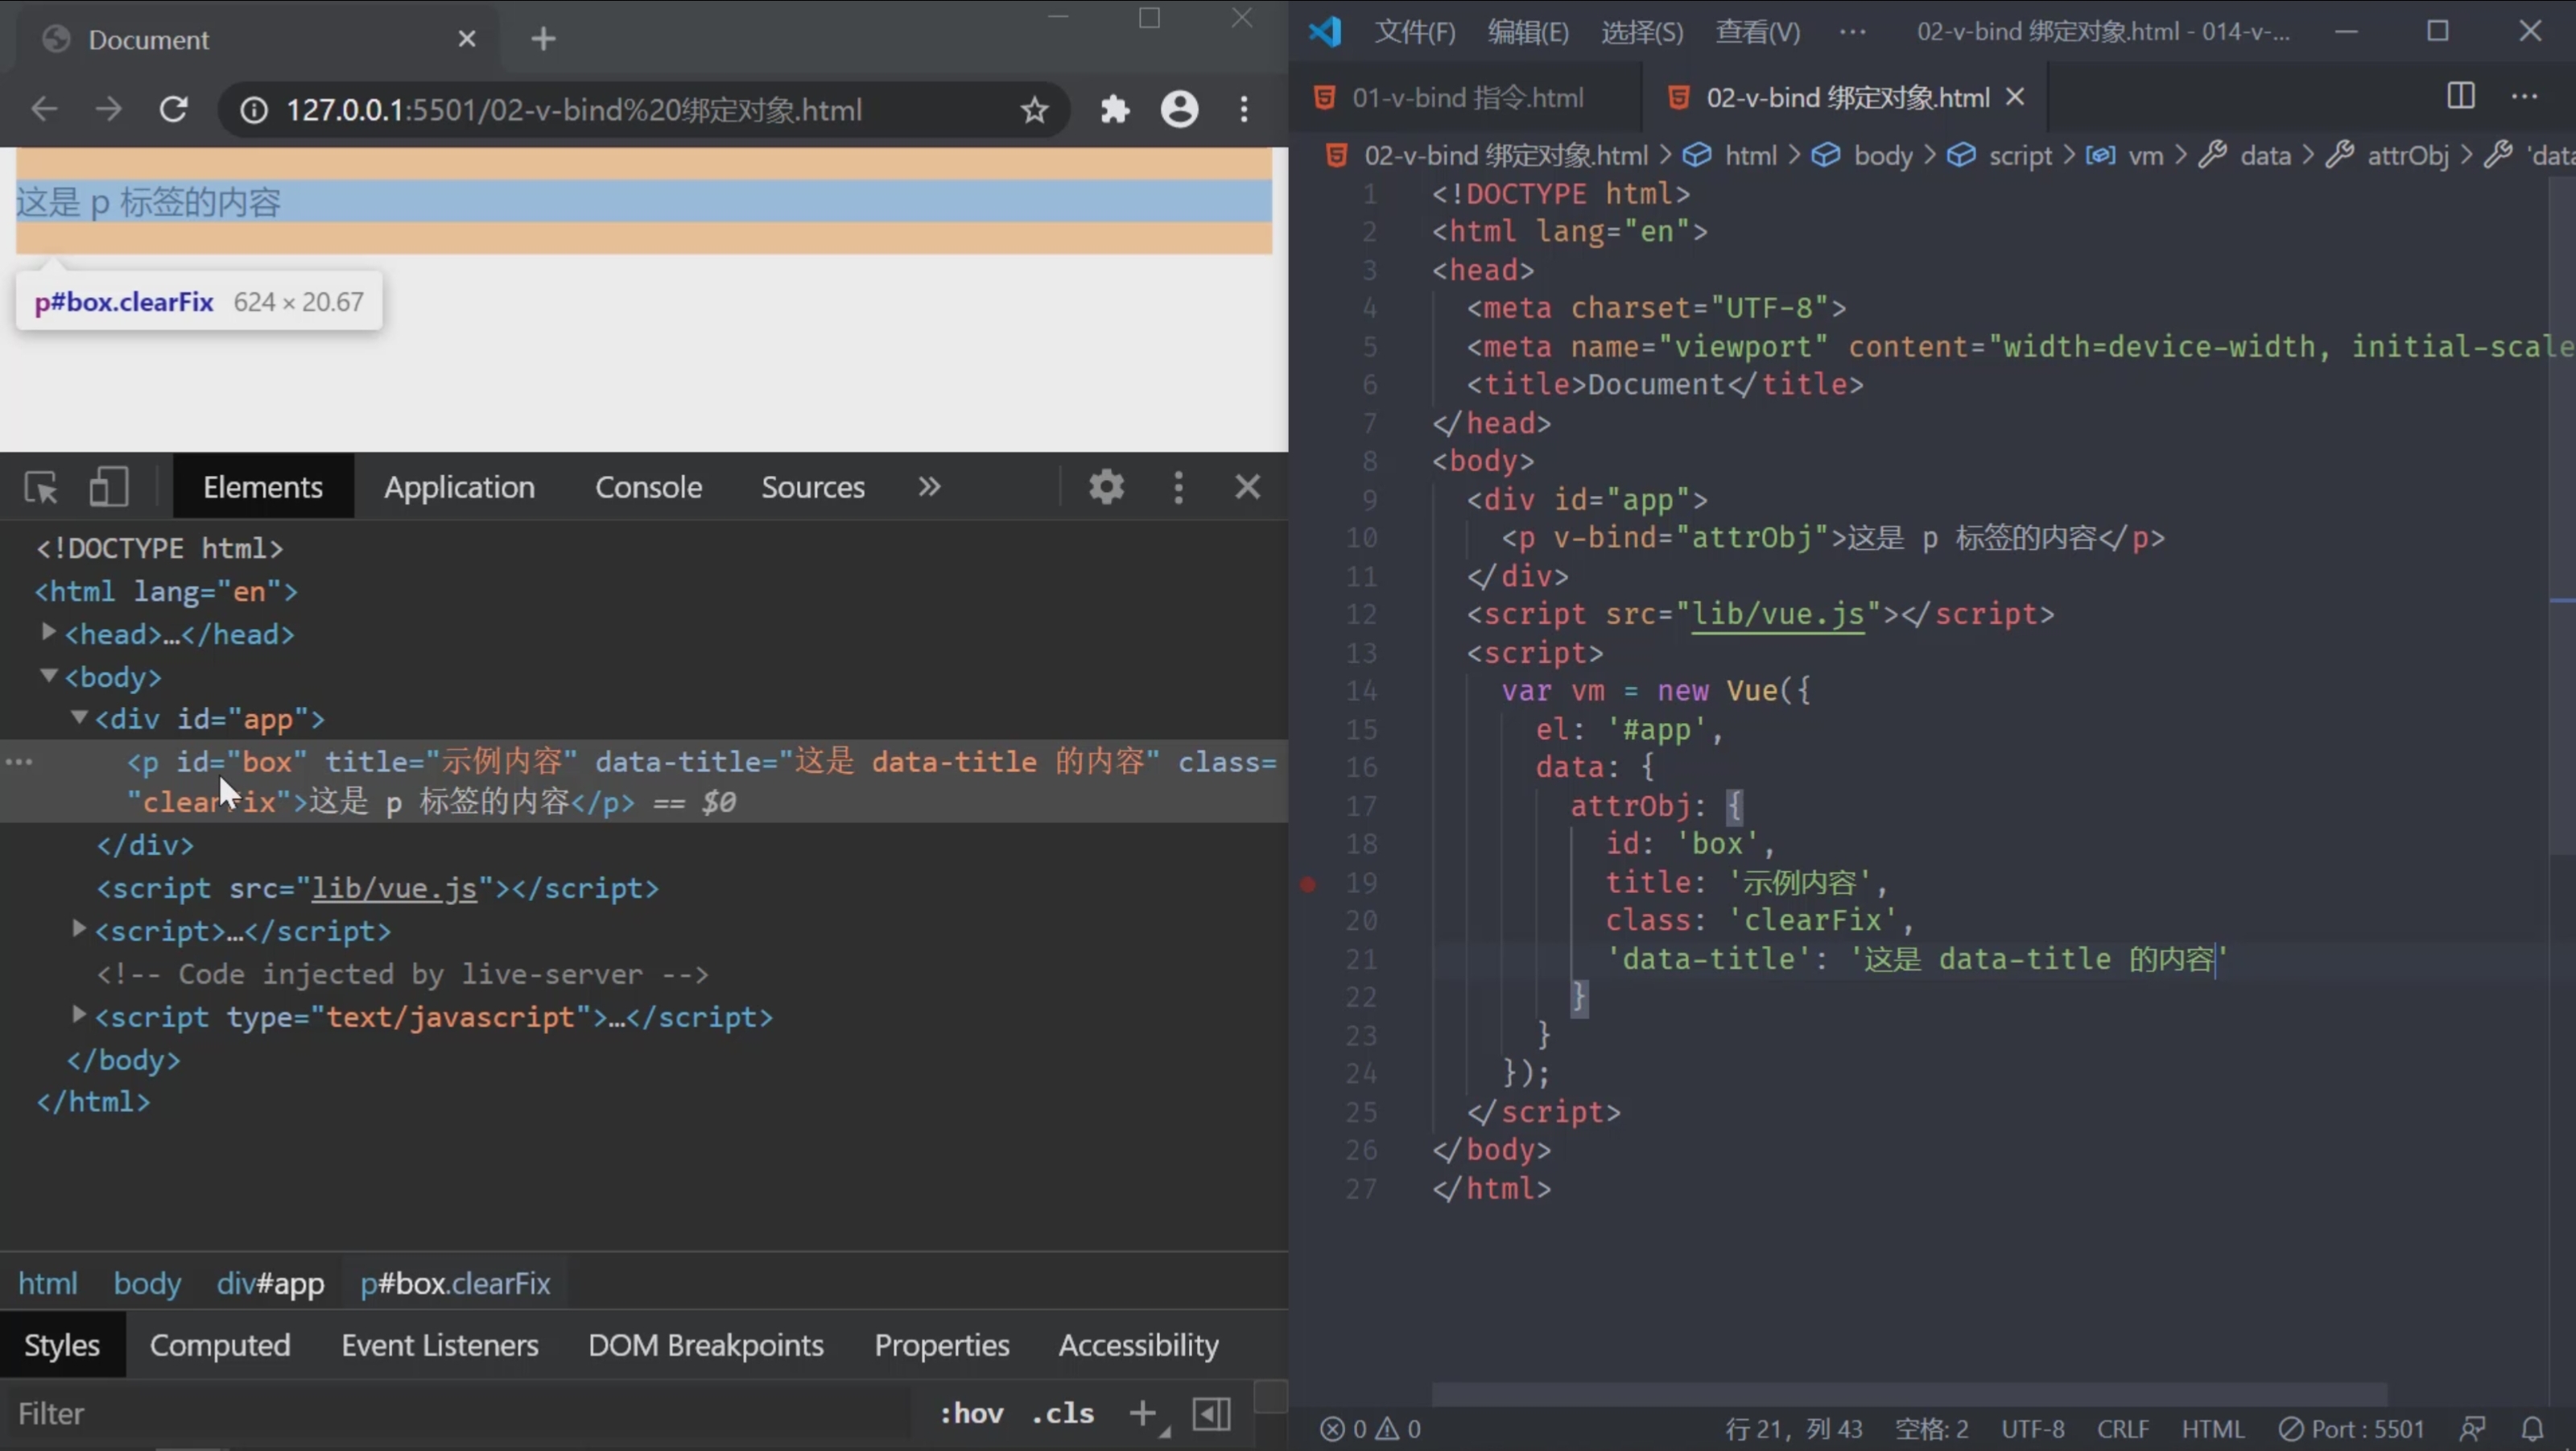 Document
127.0.0.1:5501/02-v-bind%20绑定对象.html
这是 p 标签的内容
p#box.clearFix 624 × 20.67
Elements Application Console Sources »
<!DOCTYPE html>
<html lang="en">
<head>…</head>
<body>
<div id="app">
<p id="box" title="示例内容" data-title="这是 data-title 的内容" class=
"clearFix">这是 p 标签的内容</p> == $0
</div>
<script src="lib/vue.js"></script>
<script>…</script>
<!-- Code injected by live-server -->
<script type="text/javascript">…</script>
</body>
</html>
html body div#app p#box.clearFix
Styles Computed Event Listeners DOM Breakpoints Properties Accessibility
Filter :hov .cls
文件(F) 编辑(E) 选择(S) 查看(V) ··· 02-v-bind 绑定对象.html - 014-v-...
01-v-bind 指令.html 02-v-bind 绑定对象.html
02-v-bind 绑定对象.html > html > body > script > vm > data > attrObj > 'data
1 <!DOCTYPE html>
2 <html lang="en">
3 <head>
4 <meta charset="UTF-8">
5 <meta name="viewport" content="width=device-width, initial-scale
6 <title>Document</title>
7 </head>
8 <body>
9 <div id="app">
10 <p v-bind="attrObj">这是 p 标签的内容</p>
11 </div>
12 <script src="lib/vue.js"></script>
13 <script>
14 var vm = new Vue({
15 el: '#app',
16 data: {
17 attrObj: {
18 id: 'box',
19 title: '示例内容',
20 class: 'clearFix',
21 'data-title': '这是 data-title 的内容'
22 }
23 }
24 });
25 </script>
26 </body>
27 </html>
0 0 行 21，列 43 空格: 2 UTF-8 CRLF HTML Port : 5501